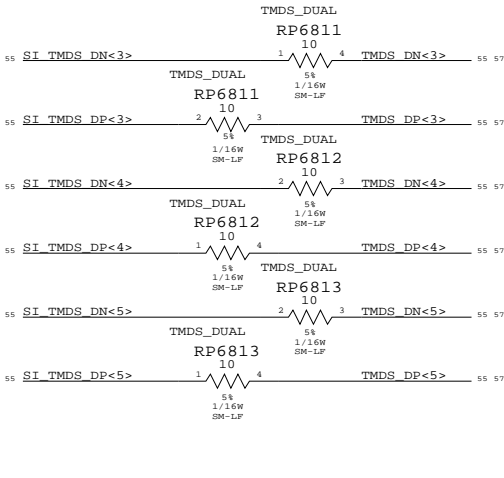 TMDS_DUAL
RP6811
10
55 SI_TMDS_DN<3> 1 4 TMDS_DN<3> 55 57
5%
1/16W
SM-LF
TMDS_DUAL
RP6811
10
55 SI_TMDS_DP<3> 2 3 TMDS_DP<3> 55 57
5%
1/16W
SM-LF
TMDS_DUAL
RP6812
10
55 SI_TMDS_DN<4> 2 3 TMDS_DN<4> 55 57
5%
1/16W
SM-LF
TMDS_DUAL
RP6812
10
55 SI_TMDS_DP<4> 1 4 TMDS_DP<4> 55 57
5%
1/16W
SM-LF
TMDS_DUAL
RP6813
10
55 SI_TMDS_DN<5> 2 3 TMDS_DN<5> 55 57
5%
1/16W
SM-LF
TMDS_DUAL
RP6813
10
55 SI_TMDS_DP<5> 1 4 TMDS_DP<5> 55 57
5%
1/16W
SM-LF